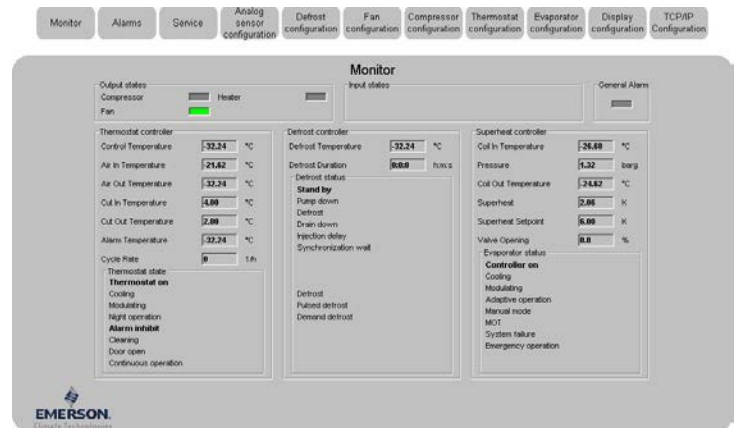 Monitor
Alarms
Service
Analog sensor configuration
Defrost configuration
Fan configuration
Compressor configuration
Thermostat configuration
Evaporator configuration
Display configuration
TCP/IP Configuration
Monitor
Output states
Compressor
Heater
Fan
Input states
General Alarm
Thermostat controller
Control Temperature -32.24 °C
Air In Temperature -21.62 °C
Air Out Temperature -32.24 °C
Cut In Temperature 4.00 °C
Cut Out Temperature 2.00 °C
Alarm Temperature -32.24 °C
Cycle Rate 0 1/h
Thermostat state
Thermostat on
Cooling
Modulating
Night operation
Alarm inhibit
Cleaning
Door open
Continuous operation
Defrost controller
Defrost Temperature -32.24 °C
Defrost Duration 0:0:0 h:m:s
Defrost status
Stand by
Pump down
Defrost
Drain down
Injection delay
Synchronization wait
Defrost
Pulsed defrost
Demand defrost
Superheat controller
Coil In Temperature -26.60 °C
Pressure 1.32 barg
Coil Out Temperature -24.62 °C
Superheat 2.06 K
Superheat Setpoint 6.00 K
Valve Opening 0.0 %
Evaporator status
Controller on
Cooling
Modulating
Adaptive operation
Manual mode
MOT
System failure
Emergency operation
EMERSON.
Climate Technologies